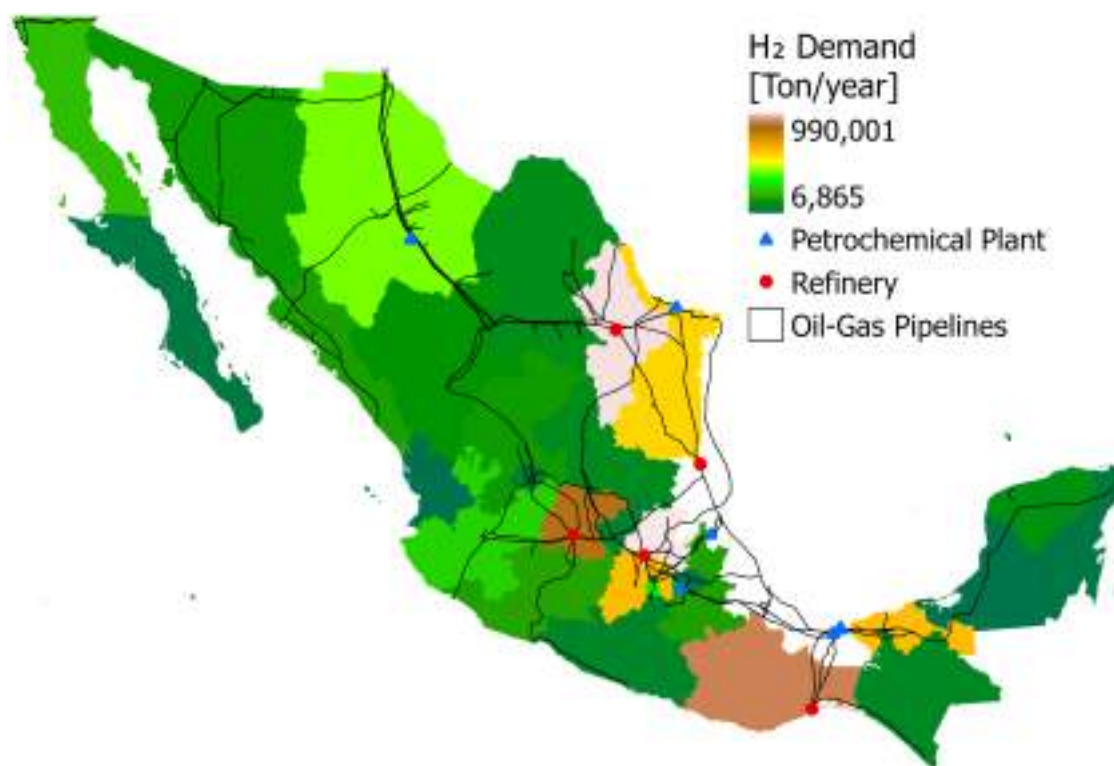 H₂ Demand
[Ton/year]
990,001
6,865
Petrochemical Plant
Refinery
Oil-Gas Pipelines